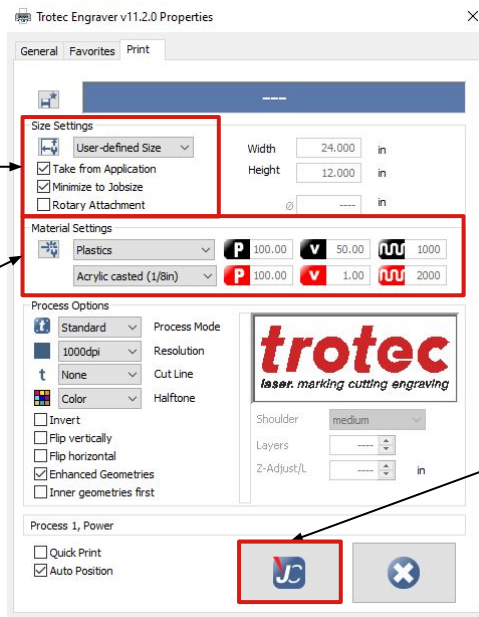 Trotec Engraver v11.2.0 Properties
General Favorites Print
---
Size Settings
User-defined Size
Width 24.000 in
Take from Application
Height 12.000 in
Minimize to Jobsize
Rotary Attachment
ø ---- in
Material Settings
Plastics P 100.00 V 50.00 1000
Acrylic casted (1/8in) P 100.00 V 1.00 2000
Process Options
Standard Process Mode
1000dpi Resolution
t None Cut Line
Color Halftone
trotec
laser. marking cutting engraving
Invert
Flip vertically
Flip horizontal
Enhanced Geometries
Inner geometries first
Shoulder medium
Layers ----
Z-Adjust/L ---- in
Process 1, Power
Quick Print
Auto Position
JC